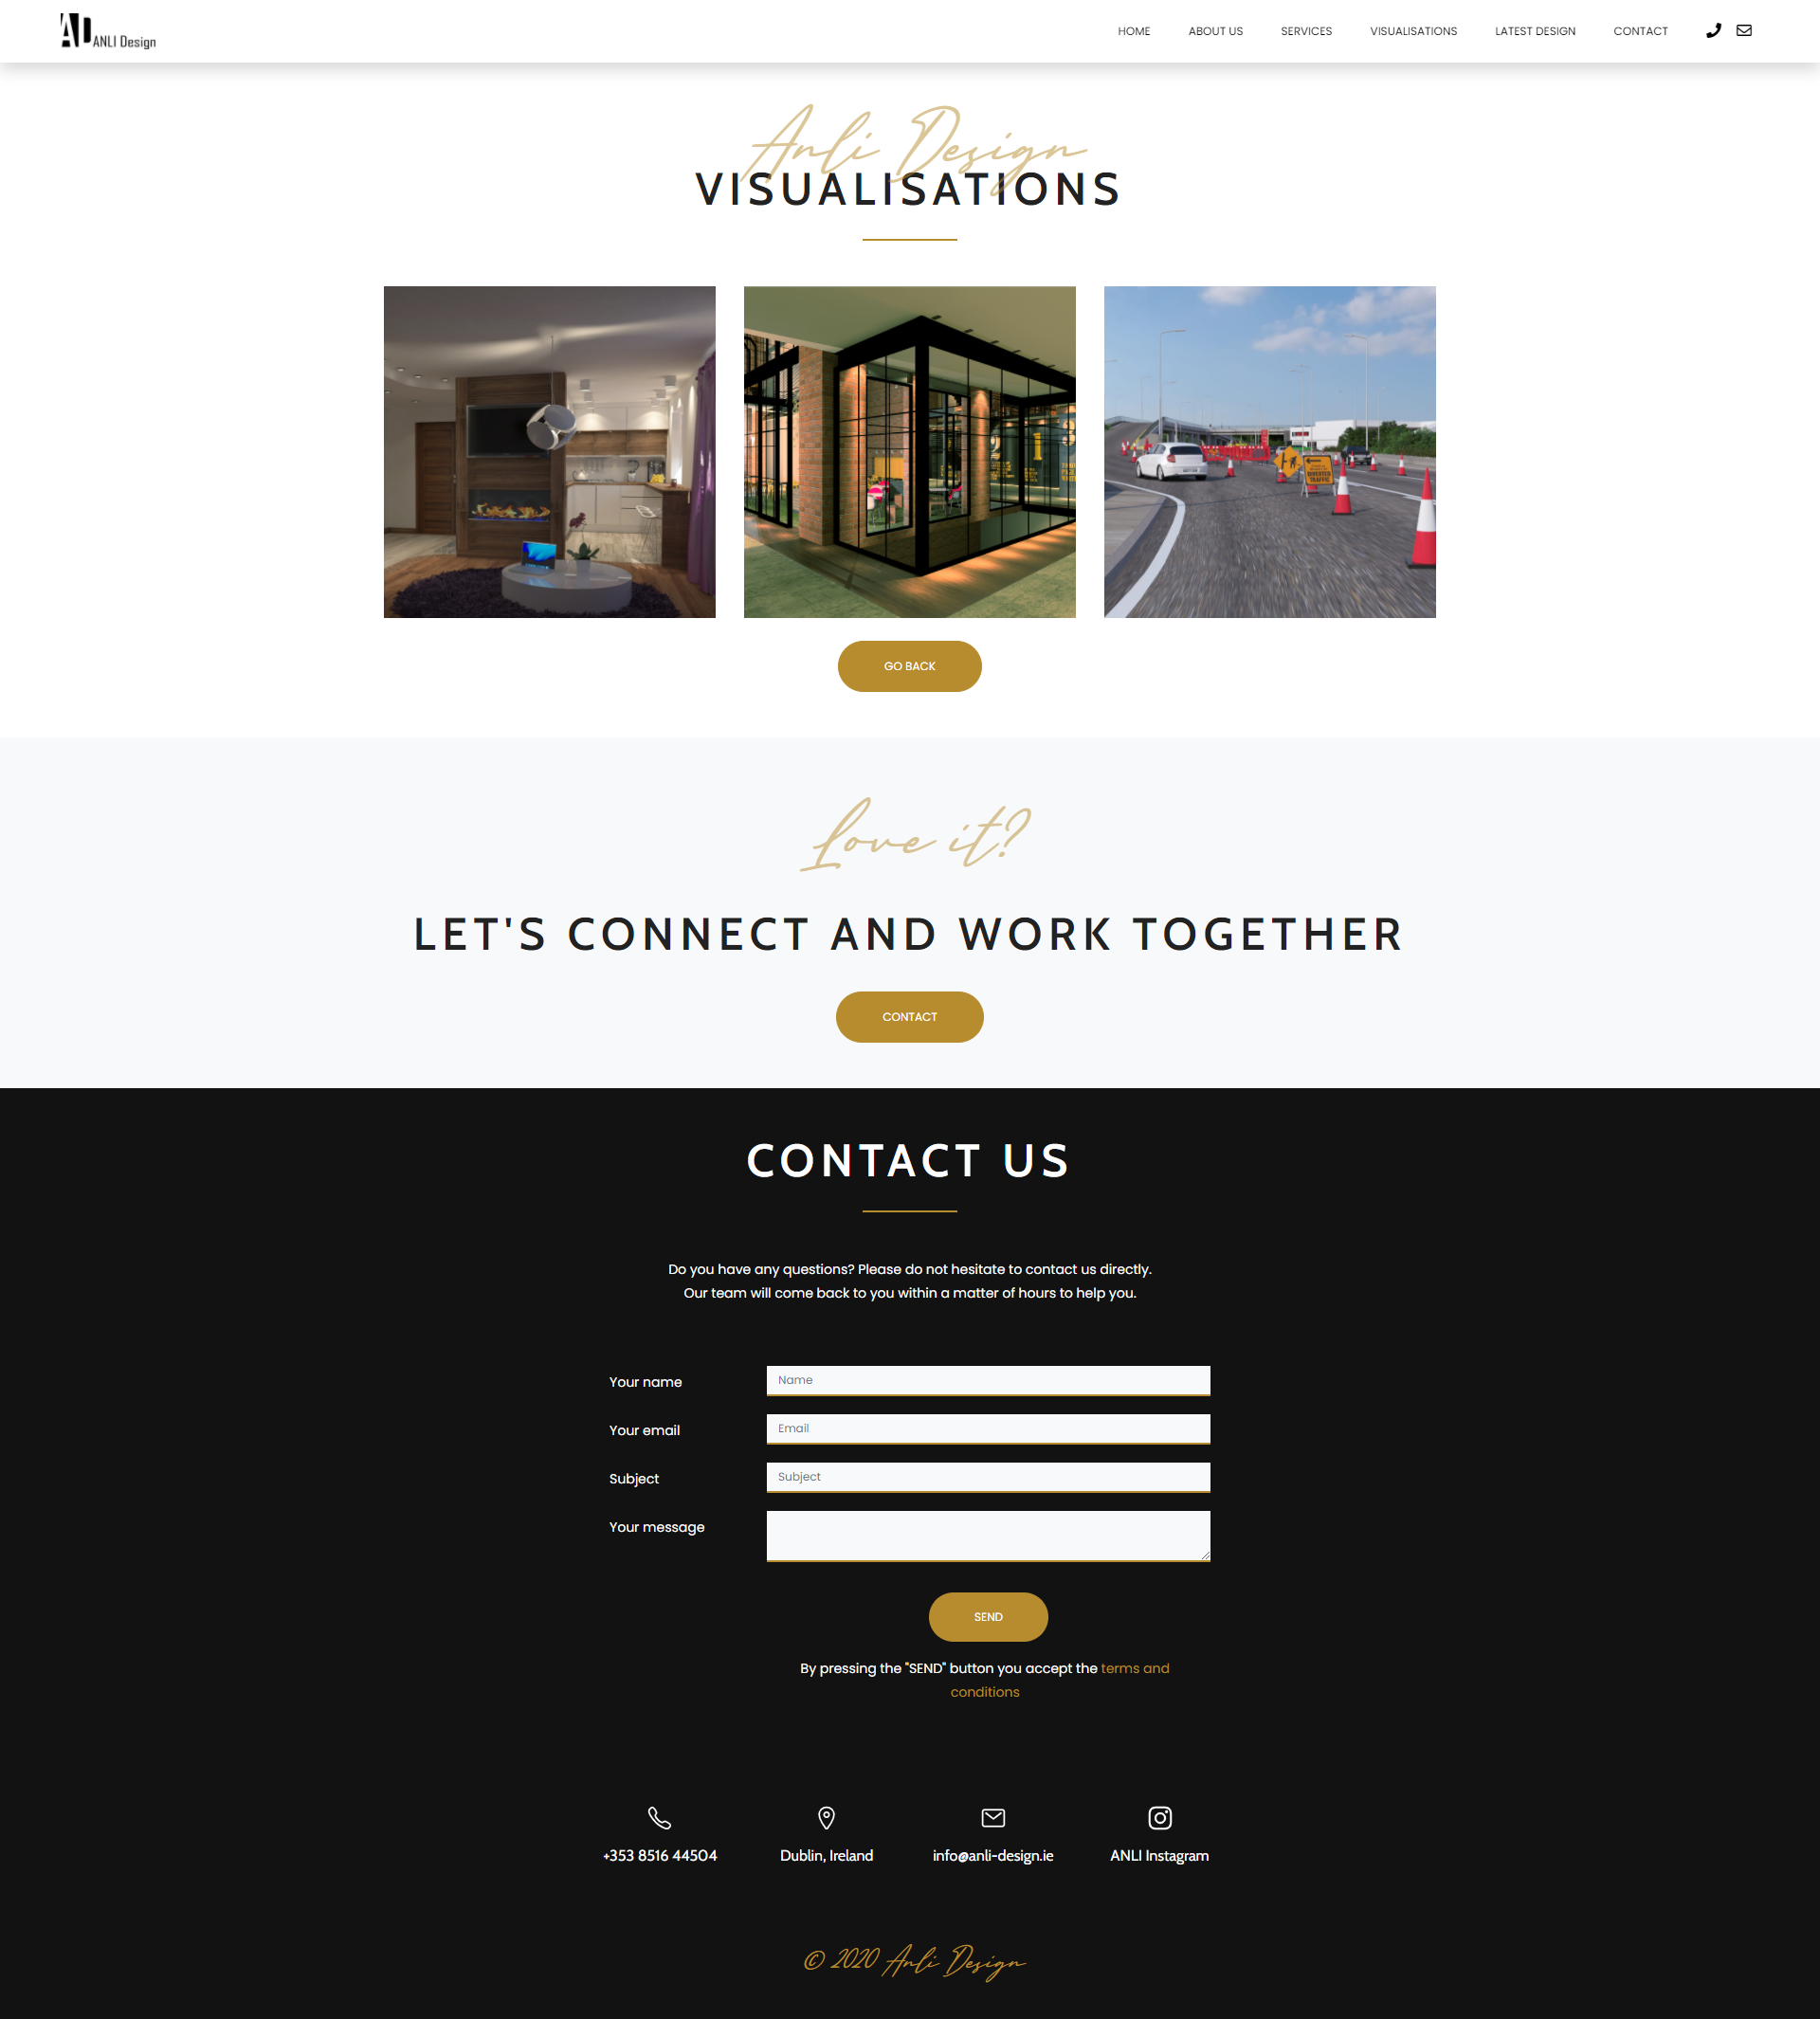 AD ANLI Design
HOME ABOUT US SERVICES VISUALISATIONS LATEST DESIGN CONTACT
Anli Design
VISUALISATIONS
2 1
DIVERTED
TRAFFIC
GO BACK
Love it?
LET'S CONNECT AND WORK TOGETHER
CONTACT
CONTACT US
Do you have any questions? Please do not hesitate to contact us directly.
Our team will come back to you within a matter of hours to help you.
Your name Name
Your email Email
Subject Subject
Your message
SEND
By pressing the "SEND" button you accept the terms and
conditions
+353 8516 44504 Dublin, Ireland info@anli-design.ie ANLI Instagram
© 2020 Anli Design